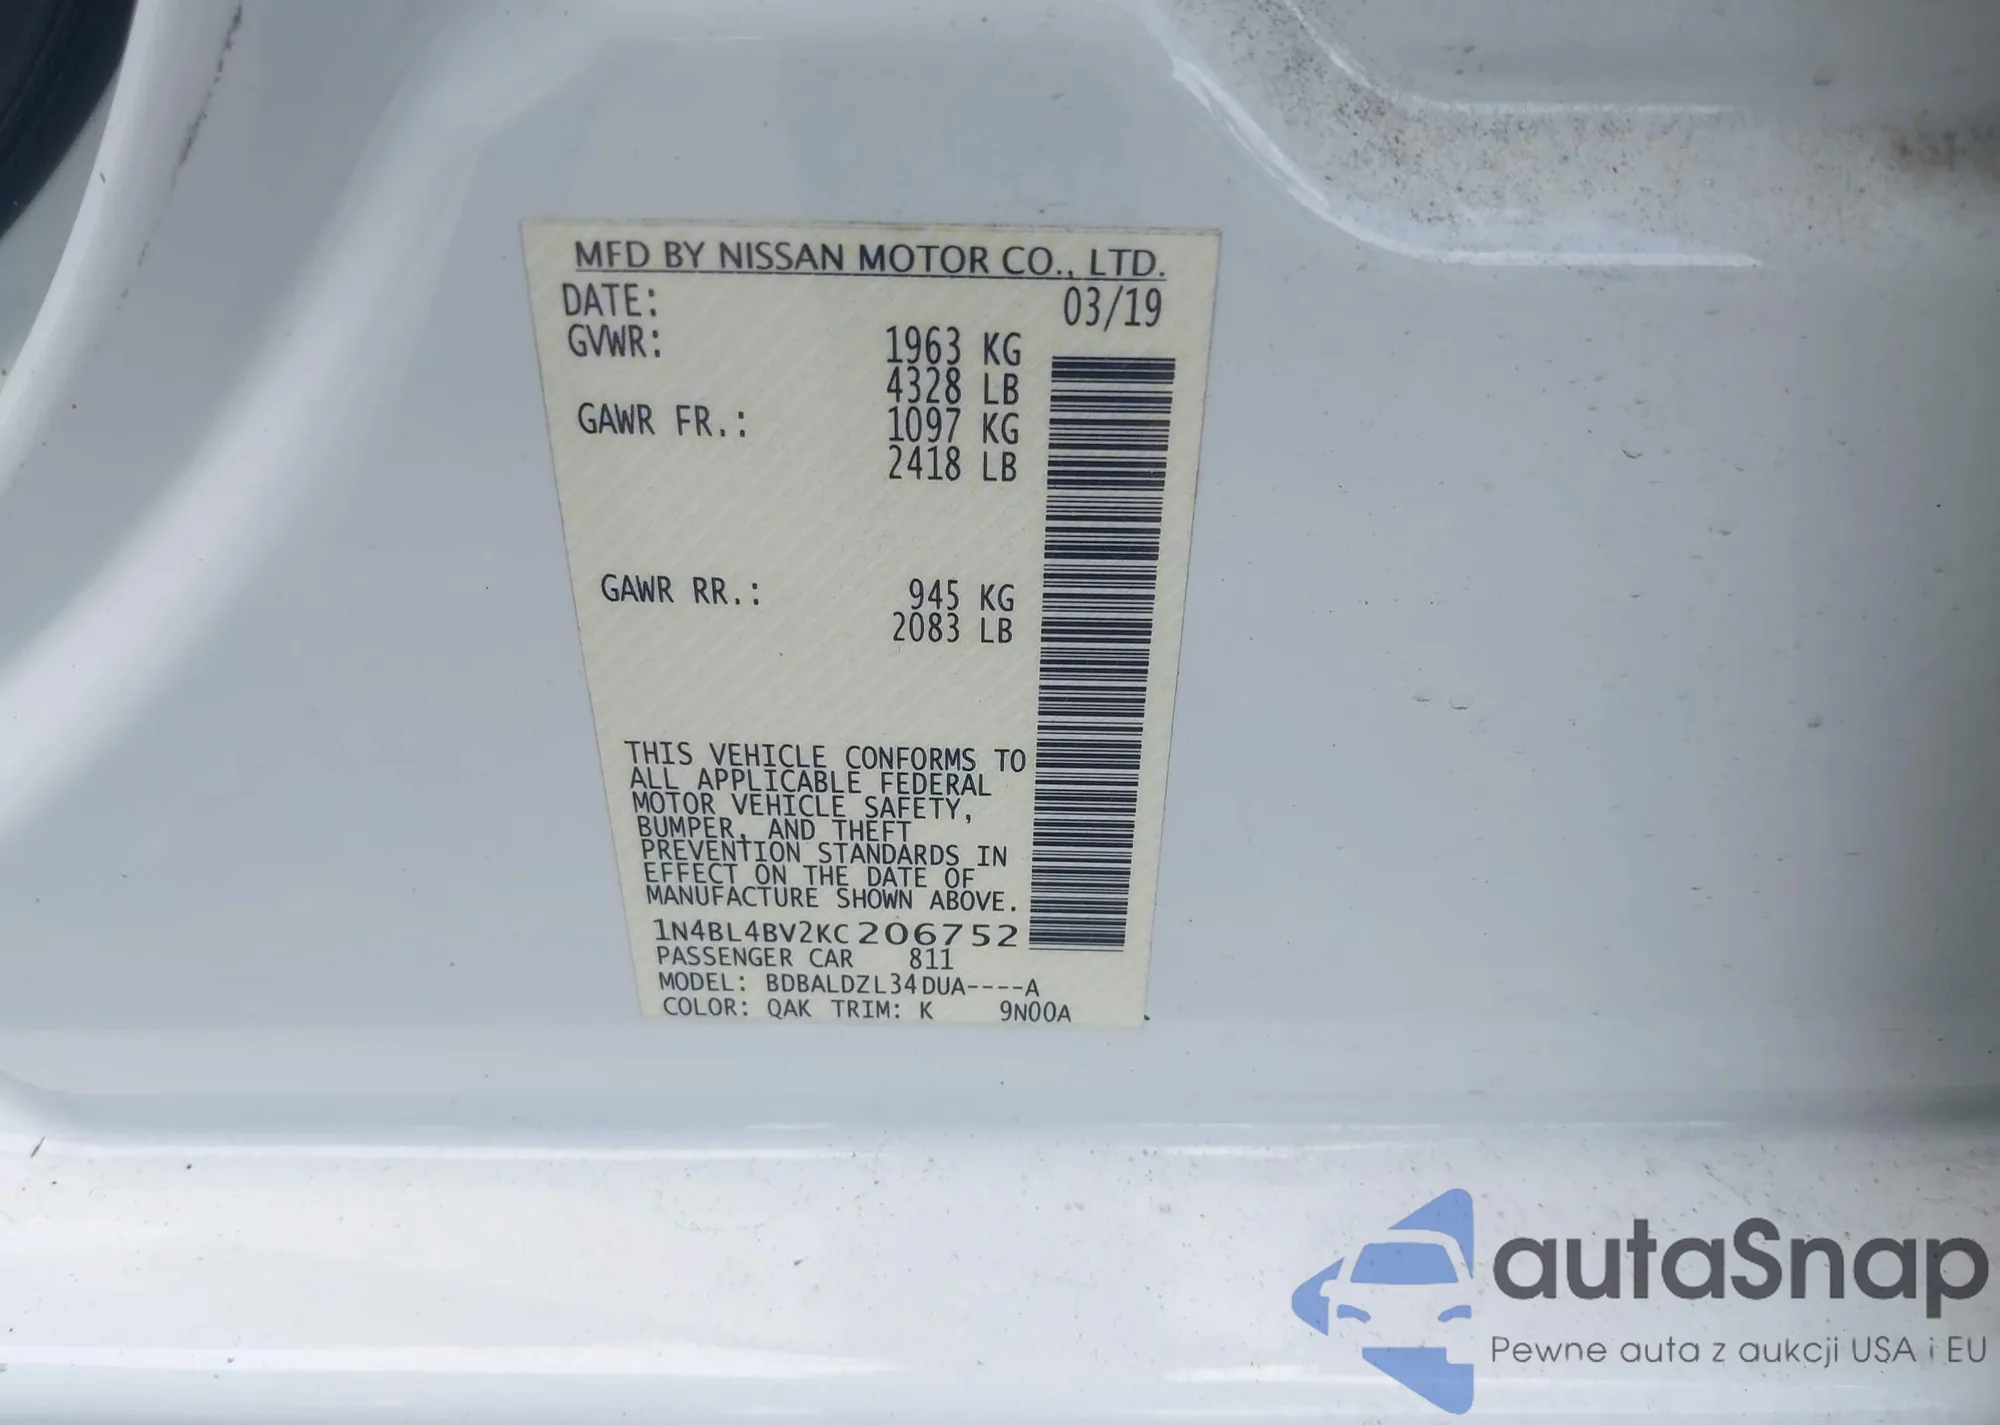 MFD BY NISSAN MOTOR CO., LTD.
DATE: 03/19
GVWR: 1963 KG
4328 LB
GAWR FR.: 1097 KG
2418 LB
GAWR RR.: 945 KG
2083 LB
THIS VEHICLE CONFORMS TO
ALL APPLICABLE FEDERAL
MOTOR VEHICLE SAFETY,
BUMPER, AND THEFT
PREVENTION STANDARDS IN
EFFECT ON THE DATE OF
MANUFACTURE SHOWN ABOVE.
1N4BL4BV2KC206752
PASSENGER CAR 811
MODEL: BDBALDZL34DUA----A
COLOR: QAK TRIM: K 9N00A
autaSnap
Pewne auta z aukcji USA i EU